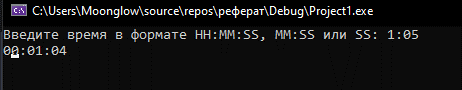 C:\Users\Moonglow\source\repos\реферат\Debug\Project1.exe
Введите время в формате HH:MM:SS, MM:SS или SS: 1:05
00:01:04